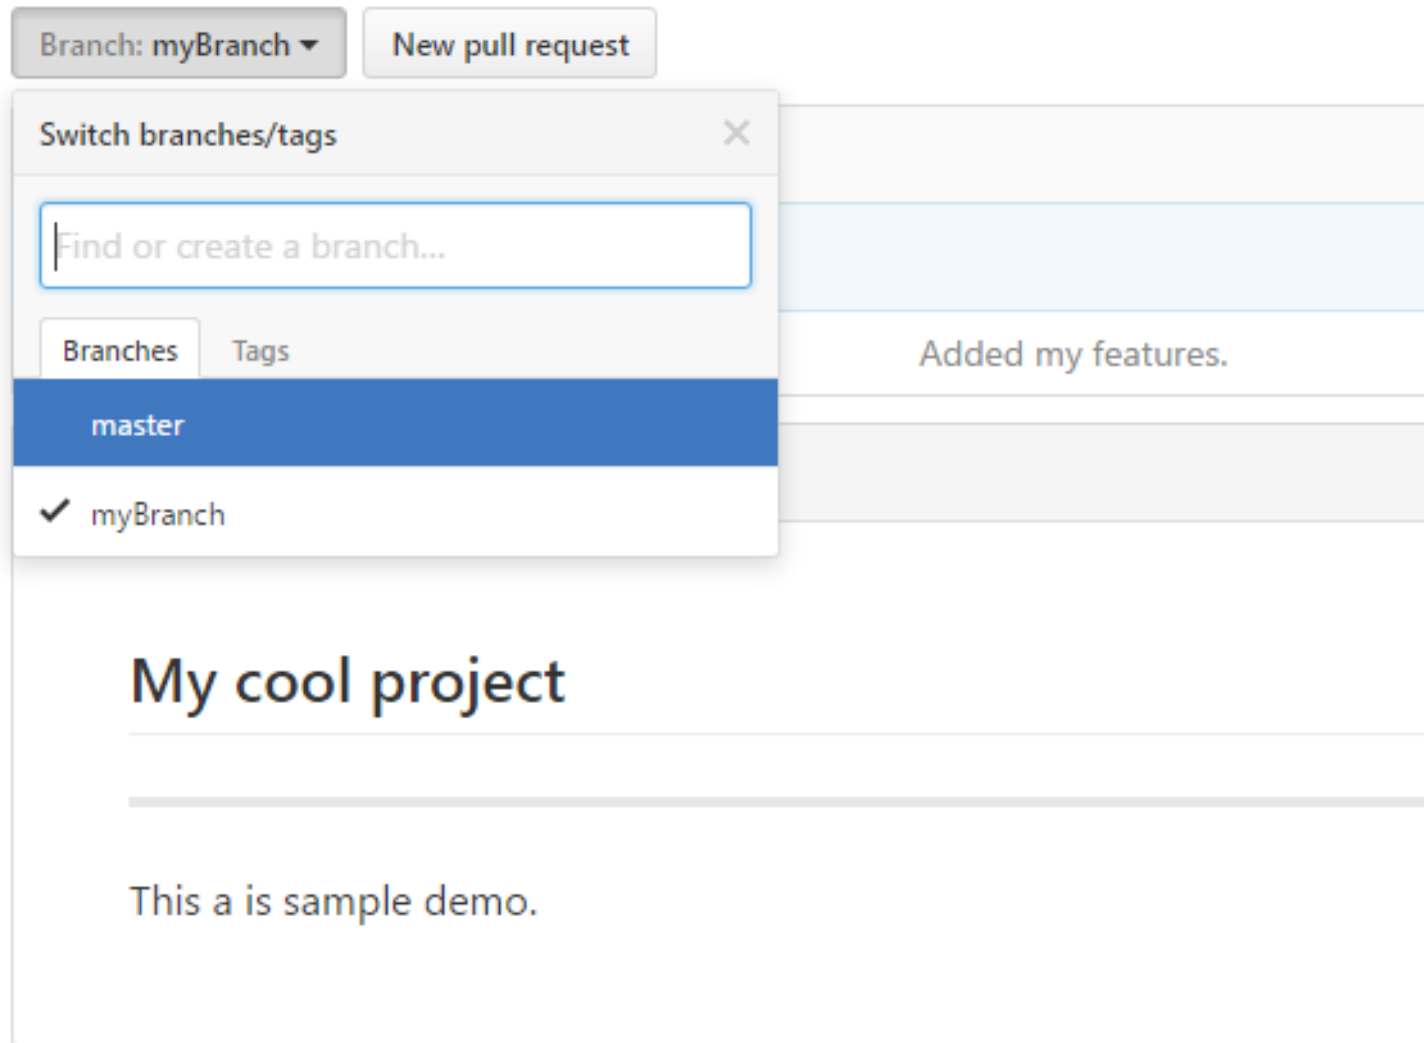 Branch: myBranch
New pull request
Switch branches/tags
Find or create a branch...
Branches
Tags
Added my features.
master
myBranch
My cool project
This a is sample demo.